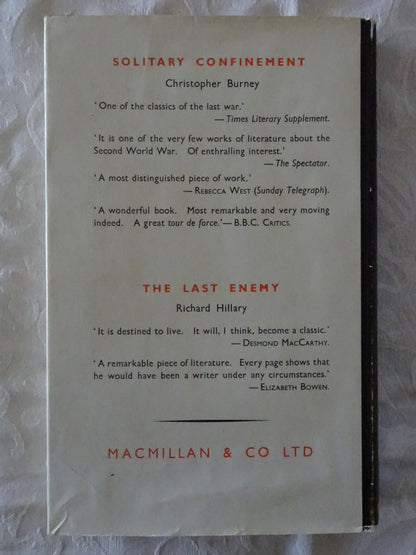 SOLITARY CONFINEMENT
Christopher Burney
'One of the classics of the last war.'
— Times Literary Supplement.
'It is one of the very few works of literature about the
Second World War. Of enthralling interest.'
— The Spectator.
'A most distinguished piece of work.'
— REBECCA WEST (Sunday Telegraph).
'A wonderful book. Most remarkable and very moving
indeed. A great tour de force.'— B.B.C. CRITICS.
THE LAST ENEMY
Richard Hillary
'It is destined to live. It will, I think, become a classic.'
— DESMOND MACCARTHY.
'A remarkable piece of literature. Every page shows that
he would have been a writer under any circumstances.'
— ELIZABETH BOWEN.
MACMILLAN & CO LTD